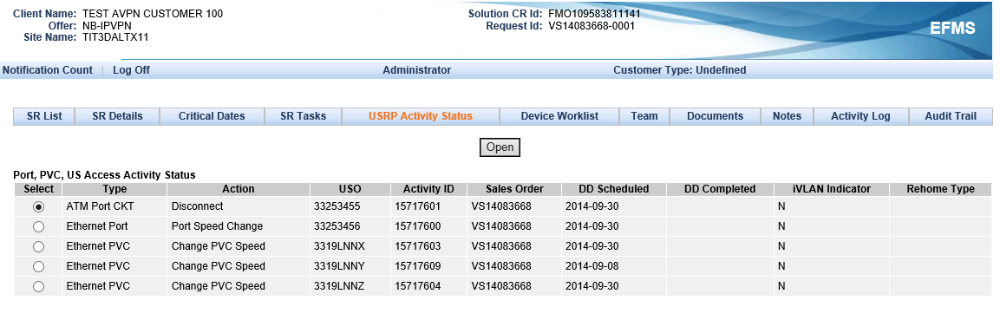 Client Name: TEST AVPN CUSTOMER 100 Solution CR Id: FMO109583811141
Offer: NB-IPVPN Request Id: VS14083668-0001
Site Name: TIT3DALTX11
EFMS
Notification Count | Log Off Administrator Customer Type: Undefined
SR List SR Details Critical Dates SR Tasks USRP Activity Status Device Worklist Team Documents Notes Activity Log Audit Trail
Open
Port, PVC, US Access Activity Status
Select Type Action USO Activity ID Sales Order DD Scheduled DD Completed iVLAN Indicator Rehome Type
ATM Port CKT Disconnect 33253455 15717601 VS14083668 2014-09-30 N
Ethernet Port Port Speed Change 33253456 15717600 VS14083668 2014-09-30 N
Ethernet PVC Change PVC Speed 3319LNNX 15717603 VS14083668 2014-09-30 N
Ethernet PVC Change PVC Speed 3319LNNY 15717609 VS14083668 2014-09-08 N
Ethernet PVC Change PVC Speed 3319LNNZ 15717604 VS14083668 2014-09-30 N